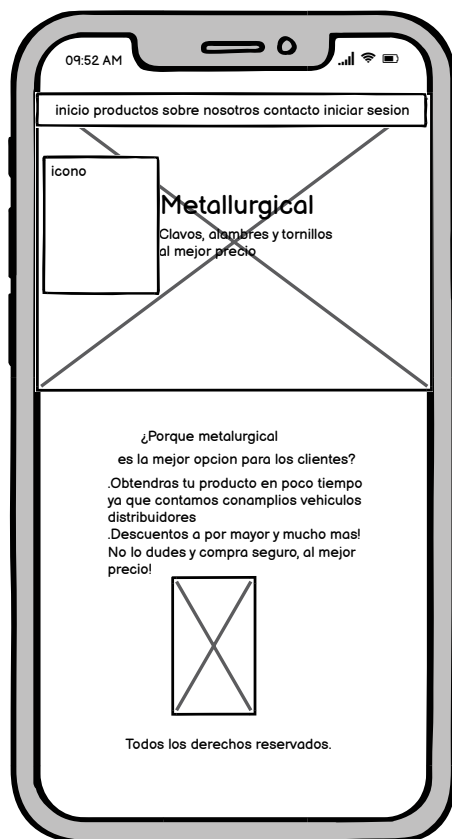 09:52 AM
inicio productos sobre nosotros contacto iniciar sesion
icono
Metallurgical
Clavos, alambres y tornillos
al mejor precio
¿Porque metalurgical
es la mejor opcion para los clientes?
.Obtendras tu producto en poco tiempo
ya que contamos conamplios vehiculos
distribuidores
.Descuentos a por mayor y mucho mas!
No lo dudes y compra seguro, al mejor
precio!
Todos los derechos reservados.